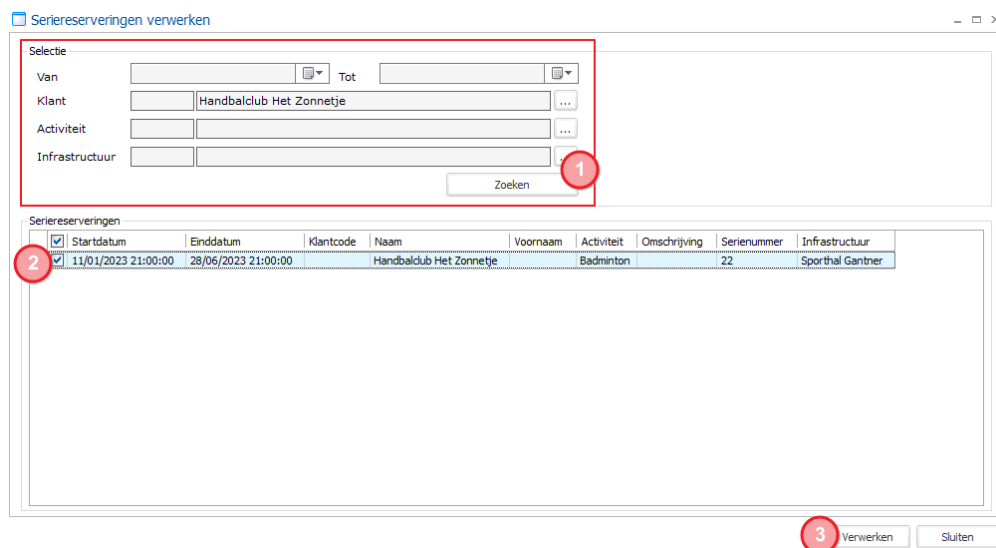 Seriereserveringen verwerken
Selectie
Van Tot
Klant Handbalclub Het Zonnetje ...
Activiteit ...
Infrastructuur
1
Zoeken
Seriereserveringen
Startdatum Einddatum Klantcode Naam Voornaam Activiteit Omschrijving Serienummer Infrastructuur
2 11/01/2023 21:00:00 28/06/2023 21:00:00 Handbalclub Het Zonnetje Badminton 22 Sporthal Gantner
3 Verwerken Sluiten